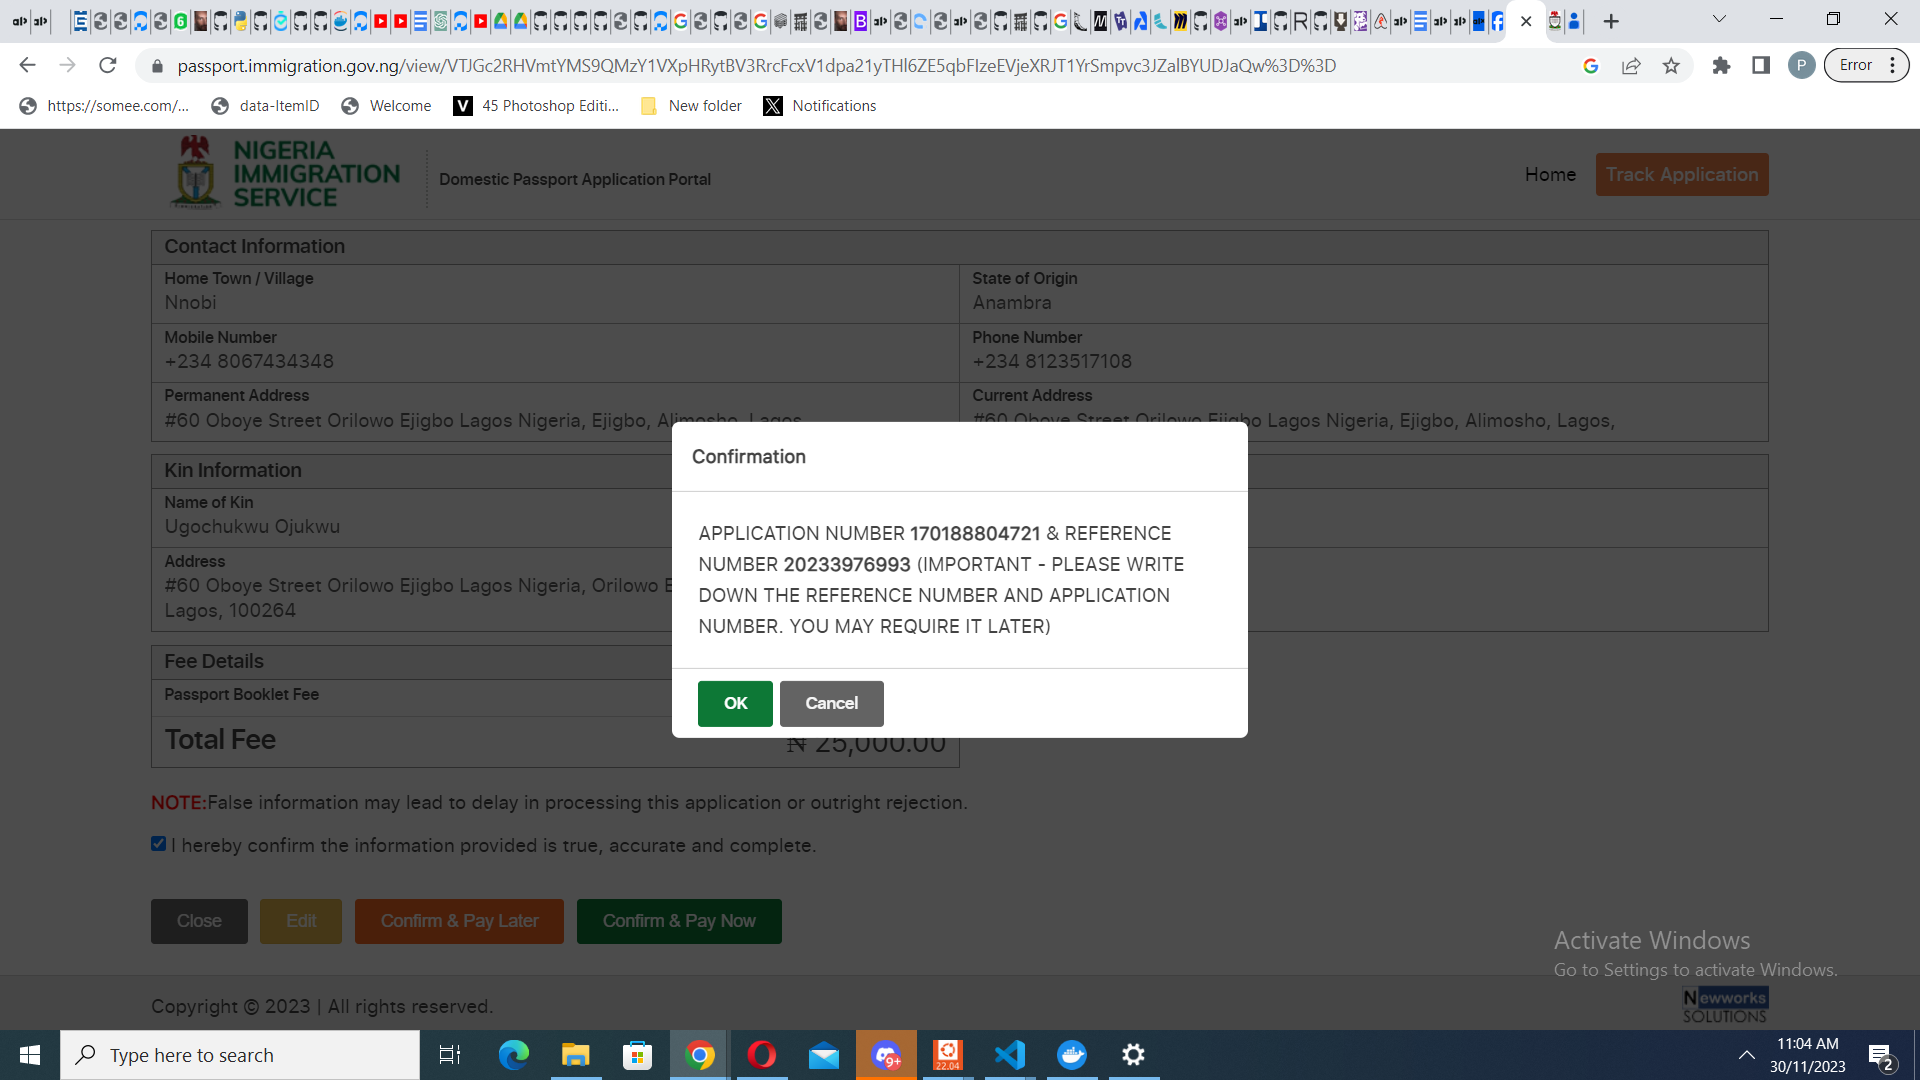 passport.immigration.gov.ng/view/VTJGc2RHVmtYMS9QMzY1VXpHRytBV3RrcFcxV1dpa21yTHl6ZE5qbFIzeEVjeXRJT1YrSmpvc3JZalBYUDJaQw%3D%3D
P
Error
https://somee.com/...
data-ItemID
Welcome
45 Photoshop Editi...
New folder
Notifications
NIGERIA
IMMIGRATION
SERVICE
Domestic Passport Application Portal
Home
Track Application
Contact Information
Home Town / Village
State of Origin
Nnobi
Anambra
Mobile Number
Phone Number
+234 8067434348
+234 8123517108
Permanent Address
Current Address
#60 Oboye Street Orilowo Ejigbo Lagos Nigeria, Ejigbo, Alimosho, Lagos,
#60 Oboye Street Orilowo Ejigbo Lagos Nigeria, Ejigbo, Alimosho, Lagos,
Kin Information
Name of Kin
Ugochukwu Ojukwu
Address
#60 Oboye Street Orilowo Ejigbo Lagos Nigeria, Orilowo
Lagos, 100264
Confirmation
APPLICATION NUMBER 170188804721 & REFERENCE
NUMBER 20233976993 (IMPORTANT - PLEASE WRITE
DOWN THE REFERENCE NUMBER AND APPLICATION
NUMBER. YOU MAY REQUIRE IT LATER)
OK
Cancel
Fee Details
Passport Booklet Fee
Total Fee
₦ 25,000.00
NOTE:False information may lead to delay in processing this application or outright rejection.
I hereby confirm the information provided is true, accurate and complete.
Close
Edit
Confirm & Pay Later
Confirm & Pay Now
Activate Windows
Go to Settings to activate Windows.
Copyright © 2023 | All rights reserved.
Newworks
SOLUTIONS
Type here to search
9+
22.04
11:04 AM
30/11/2023
2